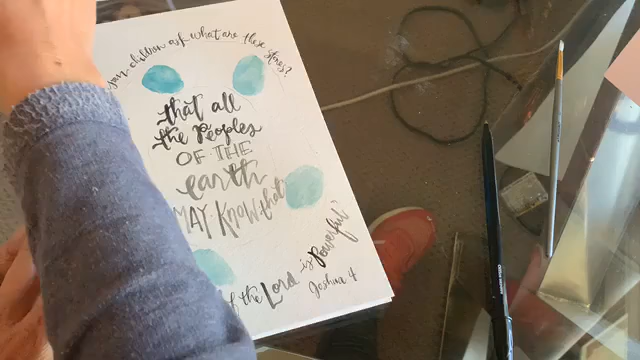 your children ask what are these stones?
that all
the Peoples
OF THE
earth
MAY KNOW that
of the Lord is Powerful"
Joshua 4